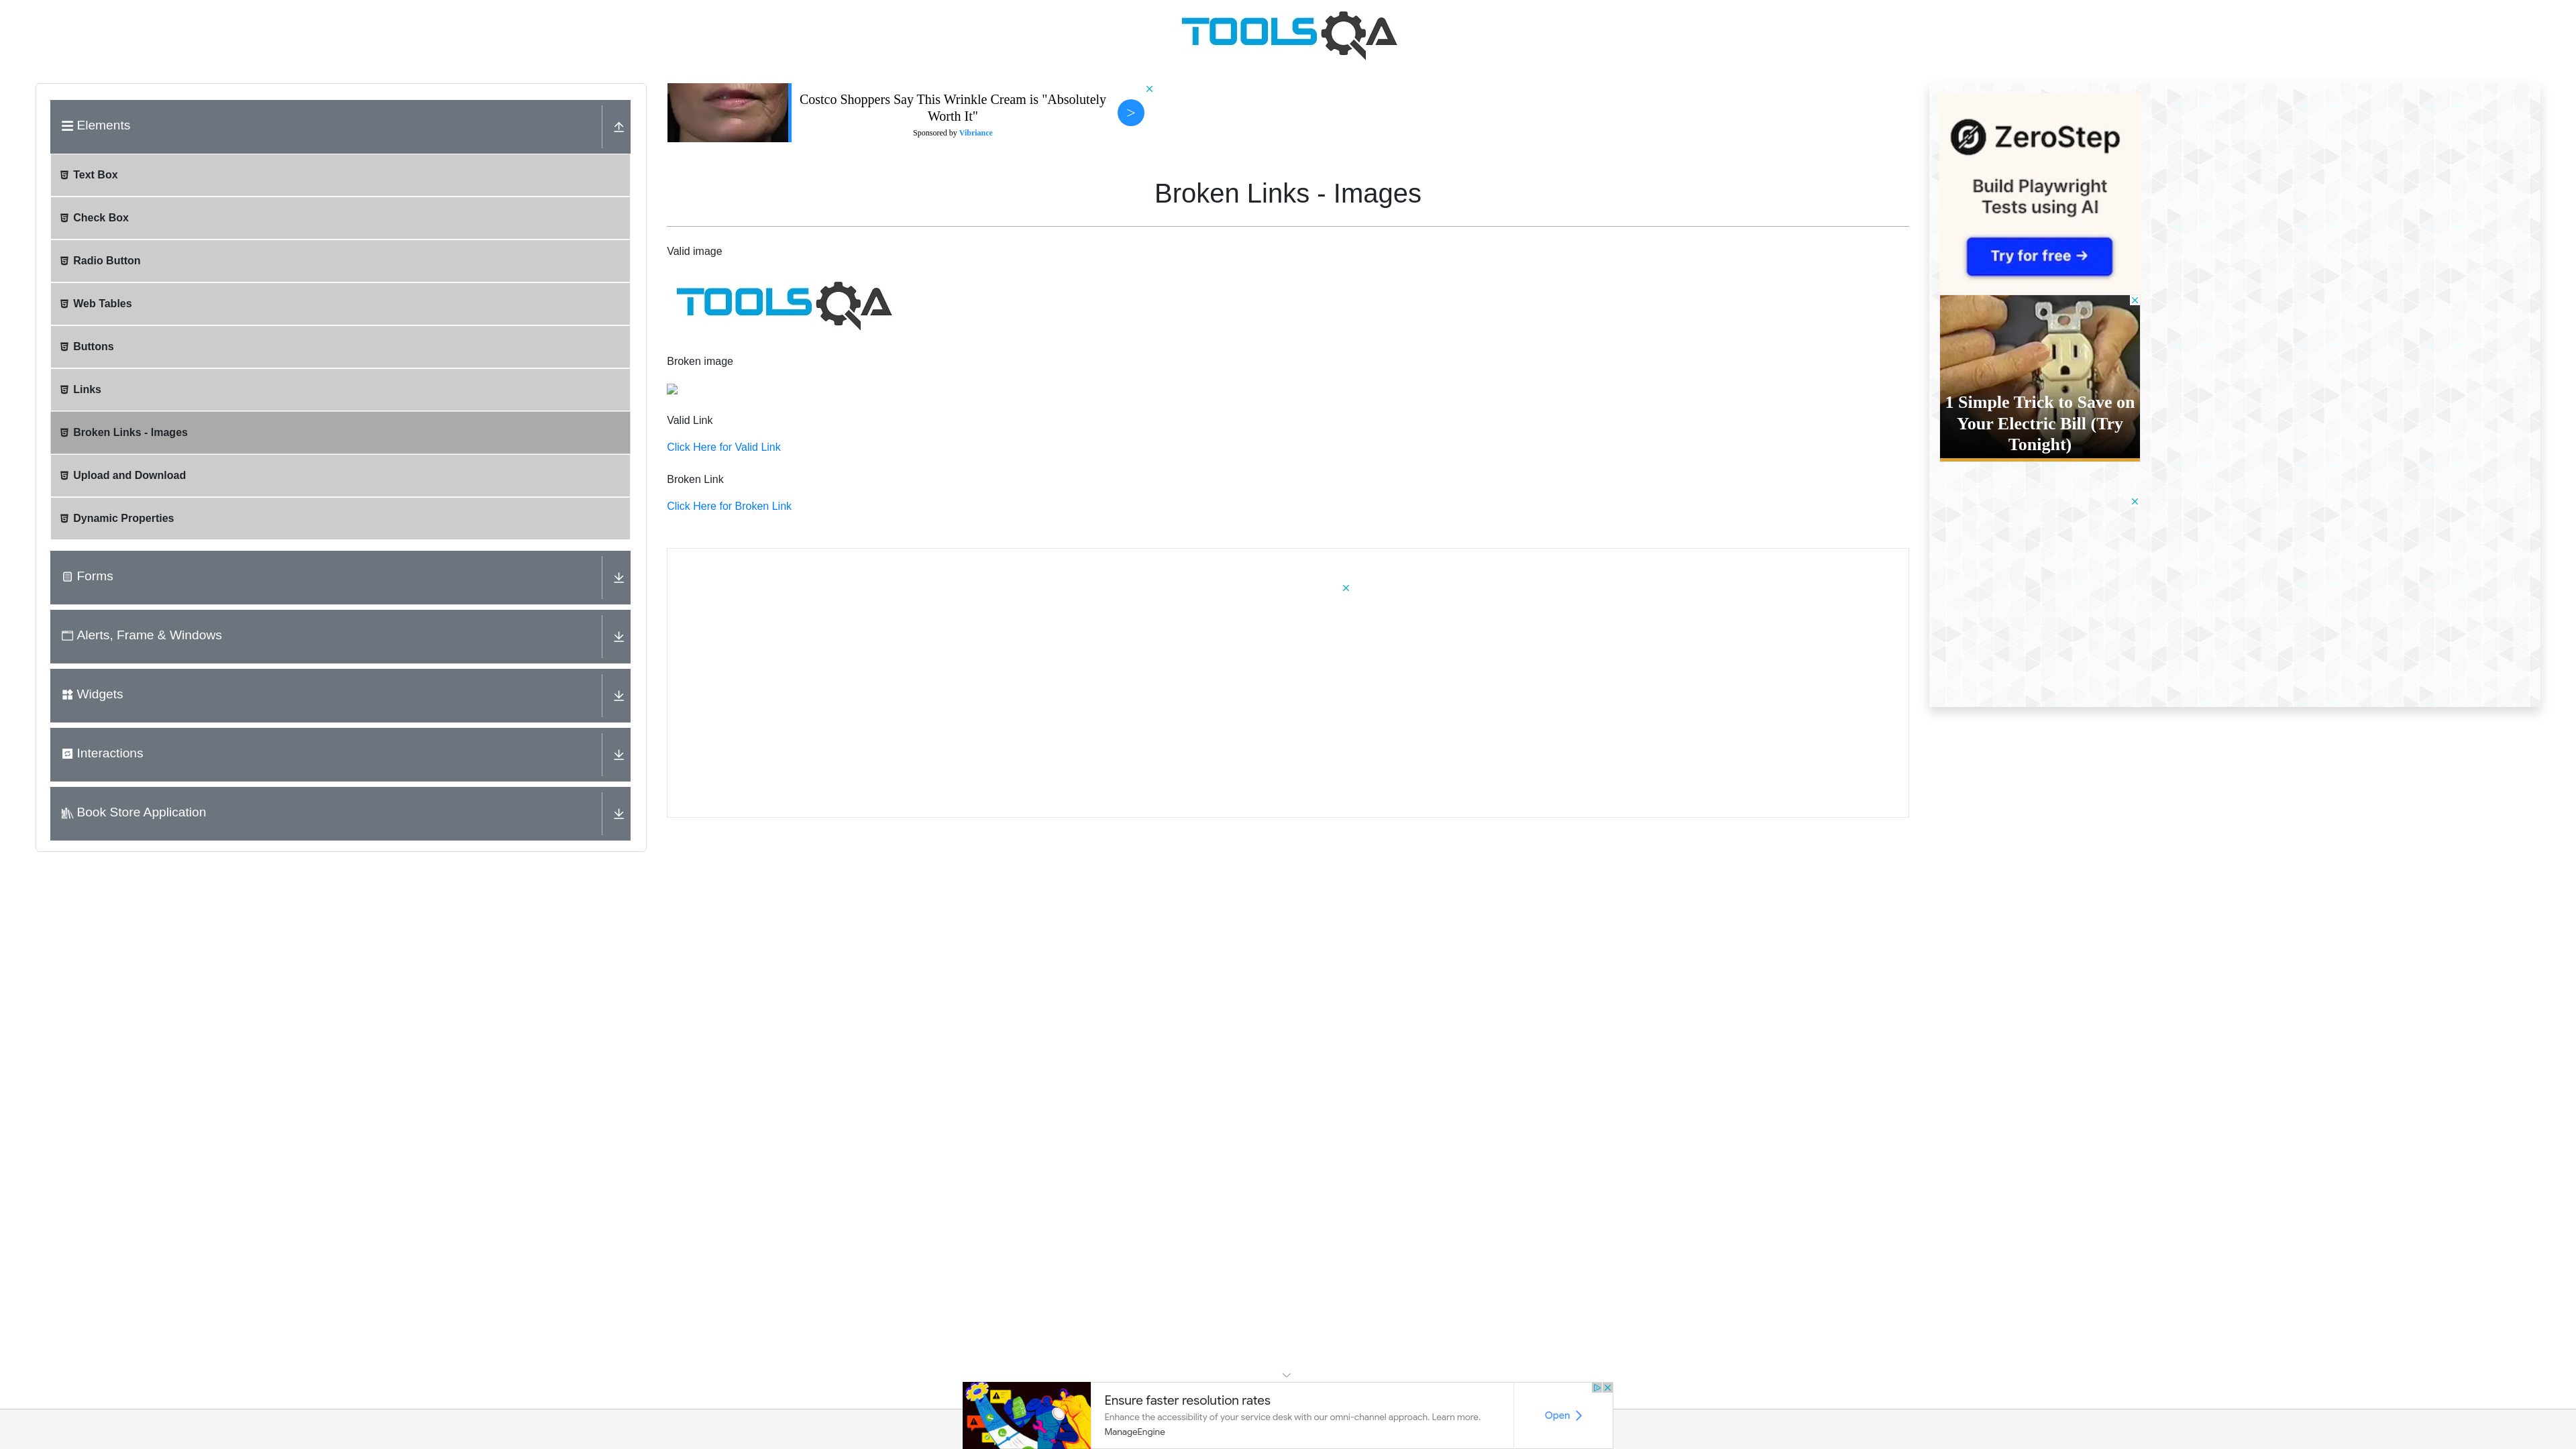 TOOLSQA
Elements
Text Box
Check Box
Radio Button
Web Tables
Buttons
Links
Broken Links - Images
Upload and Download
Dynamic Properties
Forms
Alerts, Frame & Windows
Widgets
Interactions
Book Store Application
Costco Shoppers Say This Wrinkle Cream is "Absolutely
Worth It"
Sponsored by Vibriance
>
Broken Links - Images
Valid image
TOOLSQA
Broken image
Valid Link
Click Here for Valid Link
Broken Link
Click Here for Broken Link
ZeroStep
Build Playwright
Tests using AI
Try for free →
1 Simple Trick to Save on
Your Electric Bill (Try
Tonight)
Ensure faster resolution rates
Enhance the accessibility of your service desk with our omni-channel approach. Learn more.
ManageEngine
Open